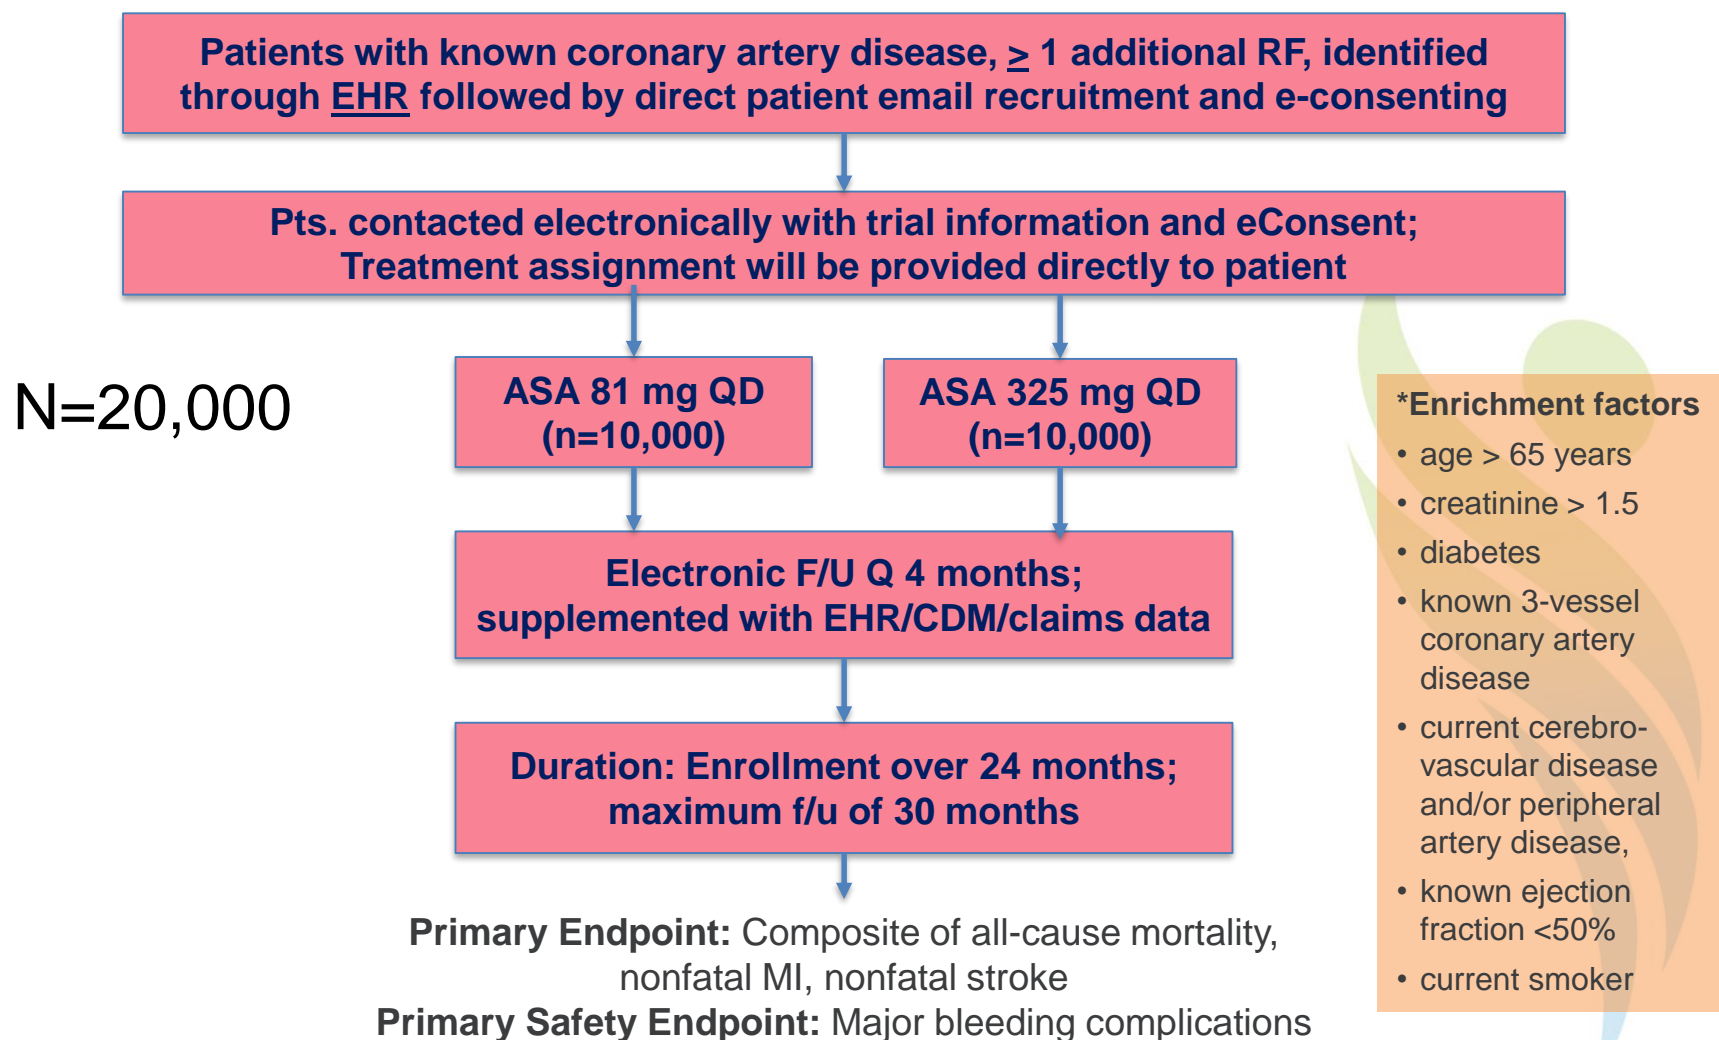 Patients with known coronary artery disease, ≥ 1 additional RF, identified
through EHR followed by direct patient email recruitment and e-consenting
Pts. contacted electronically with trial information and eConsent;
Treatment assignment will be provided directly to patient
N=20,000
ASA 81 mg QD
(n=10,000)
ASA 325 mg QD
(n=10,000)
Electronic F/U Q 4 months;
supplemented with EHR/CDM/claims data
Duration: Enrollment over 24 months;
maximum f/u of 30 months
Primary Endpoint: Composite of all-cause mortality,
nonfatal MI, nonfatal stroke
Primary Safety Endpoint: Major bleeding complications
*Enrichment factors
• age > 65 years
• creatinine > 1.5
• diabetes
• known 3-vessel
coronary artery
disease
• current cerebro-
vascular disease
and/or peripheral
artery disease,
• known ejection
fraction <50%
• current smoker